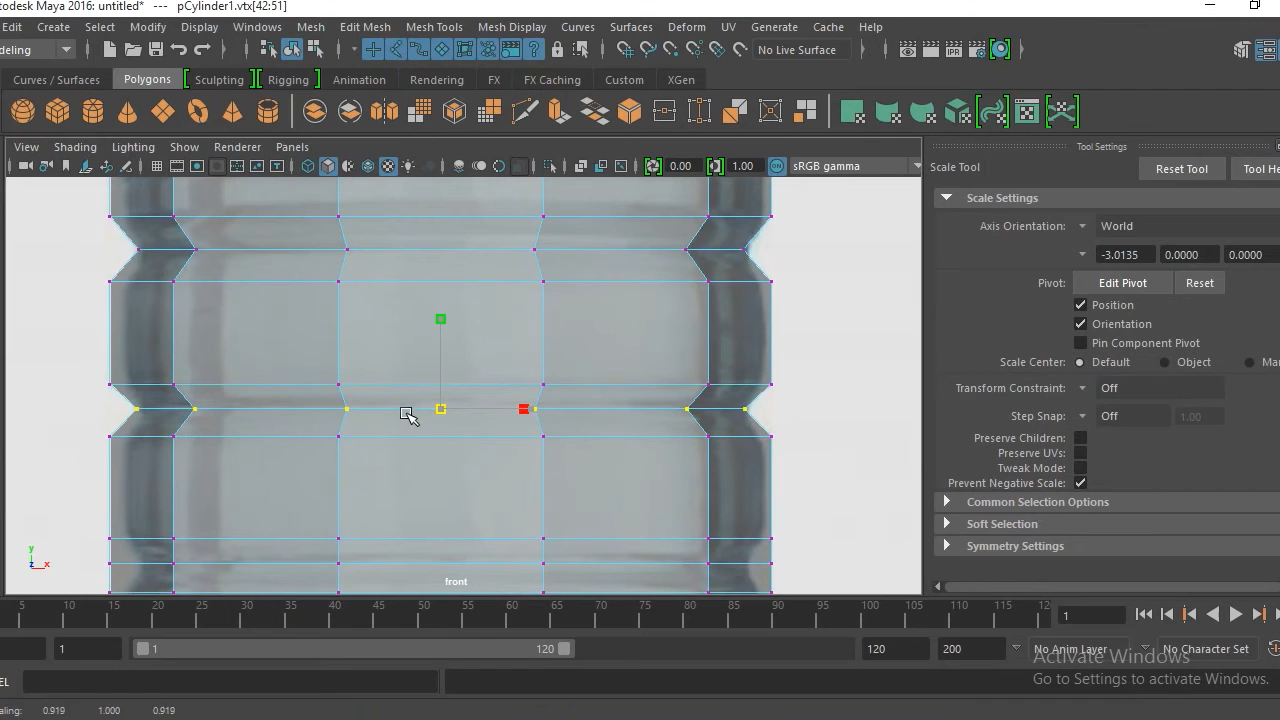 todesk Maya 2016: untitled* --- pCylinder1.vtx[42:51]
Edit Create Select Modify Display Windows Mesh Edit Mesh Mesh Tools Mesh Display Curves Surfaces Deform UV Generate Cache Help
deling No Live Surface
Curves / Surfaces Polygons Sculpting Rigging Animation Rendering FX FX Caching Custom XGen
View Shading Lighting Show Renderer Panels Tool Settings
0.00 1.00 sRGB gamma Scale Tool Reset Tool Tool He
Scale Settings
Axis Orientation: World
-3.0135 0.0000 0.0000
Pivot: Edit Pivot Reset
Position
Orientation
Pin Component Pivot
Scale Center: Default Object Ma
Transform Constraint: Off
Step Snap: Off 1.00
Preserve Children:
Preserve UVs:
Tweak Mode:
Prevent Negative Scale:
Common Selection Options
Soft Selection
Symmetry Settings
y
z x
front
5 10 15 20 25 30 35 40 45 50 55 60 65 70 75 80 85 90 95 100 105 110 115 12
1
1 1 120 120 200 No Anim Layer No Character Set
Activate Windows
Go to Settings to activate Windows.
EL
aling: 0.919 1.000 0.919